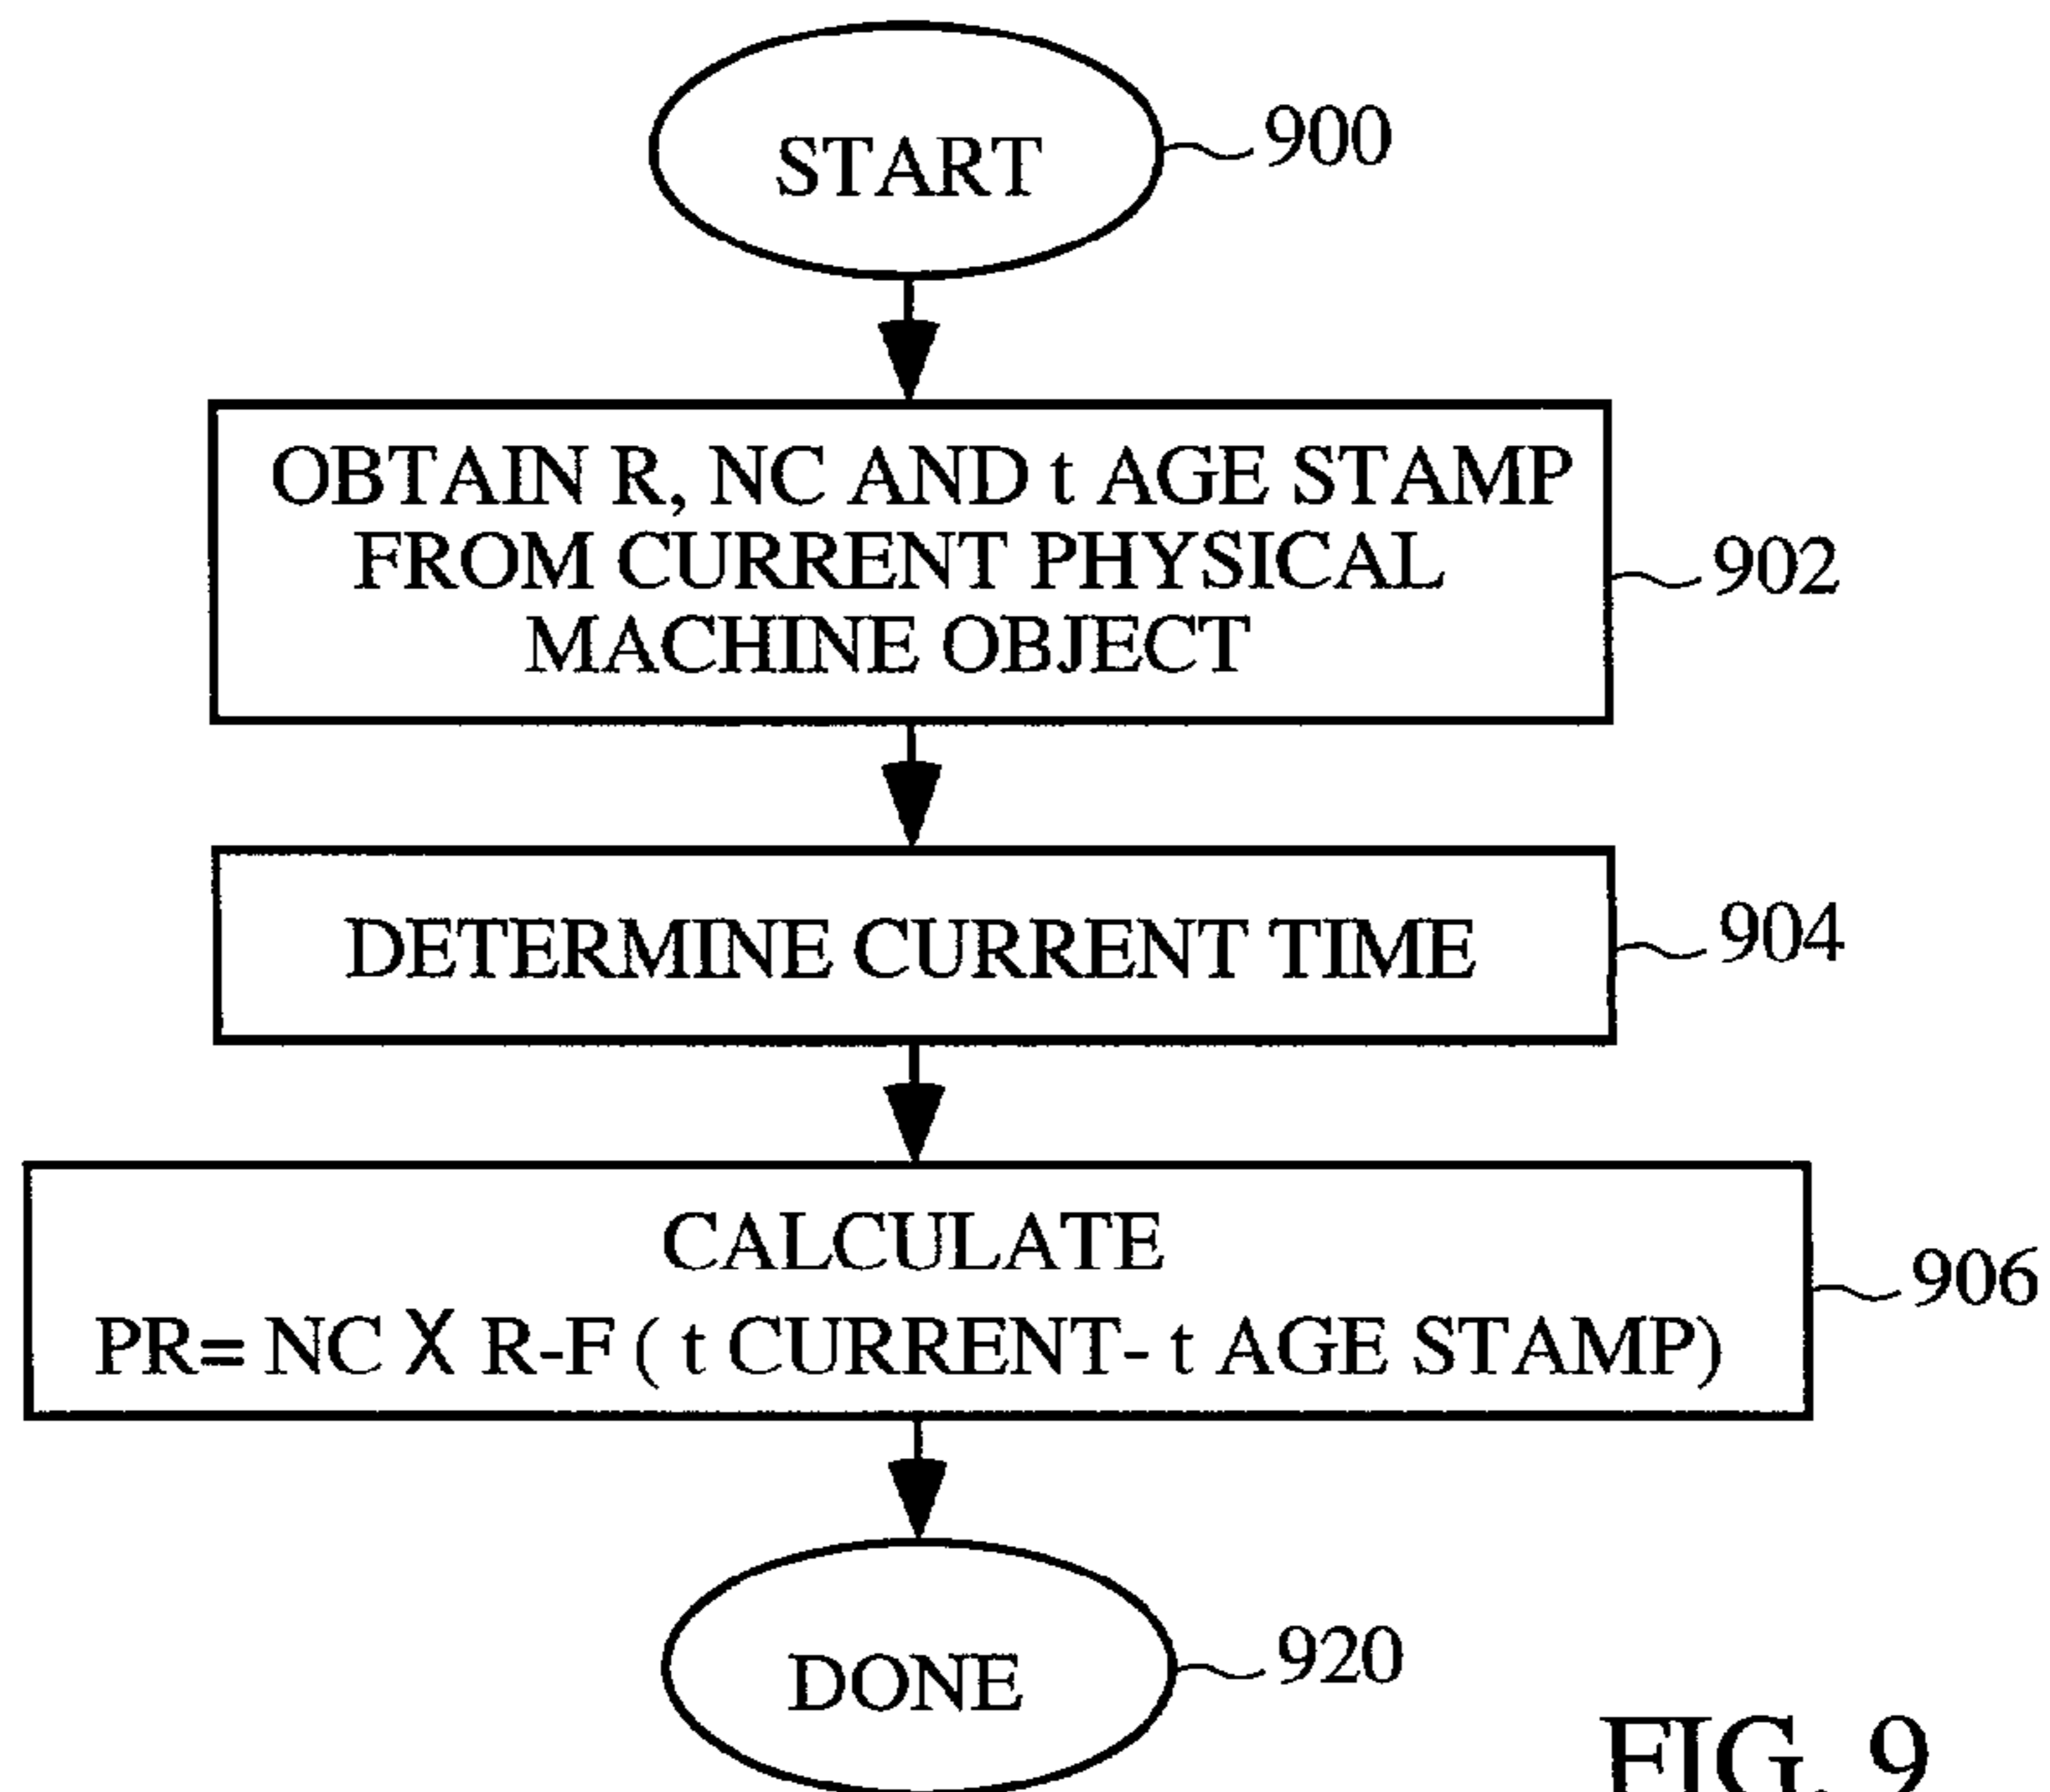 START
900
OBTAIN R, NC AND t AGE STAMP
FROM CURRENT PHYSICAL
MACHINE OBJECT
902
DETERMINE CURRENT TIME
904
CALCULATE
PR= NC X R-F ( t CURRENT- t AGE STAMP)
906
DONE
920
FIG. 9